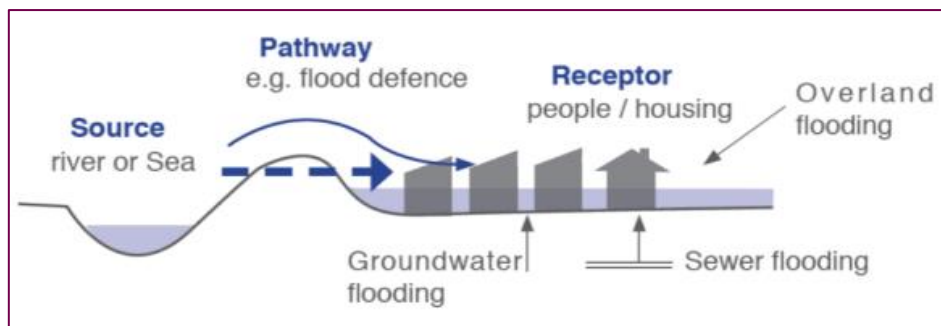 Pathway
e.g. flood defence
Receptor
people / housing
Overland
flooding
Source
river or Sea
Groundwater
flooding
Sewer flooding